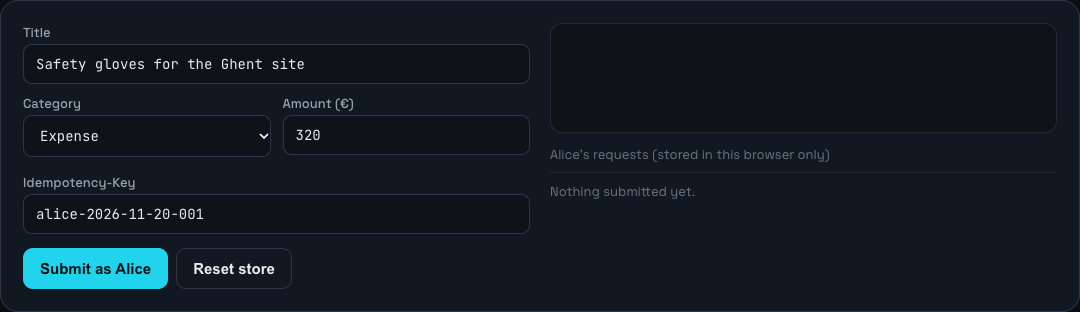 Title
Safety gloves for the Ghent site
Category
Amount (€)
Expense
320
Idempotency-Key
alice-2026-11-20-001
Submit as Alice
Reset store
Alice's requests (stored in this browser only)
Nothing submitted yet.